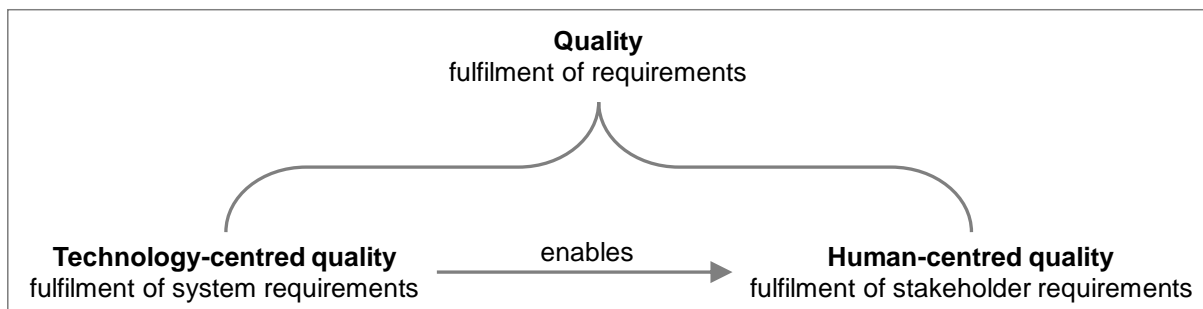 Quality
fulfilment of requirements
enables
Technology-centred quality
fulfilment of system requirements
Human-centred quality
fulfilment of stakeholder requirements